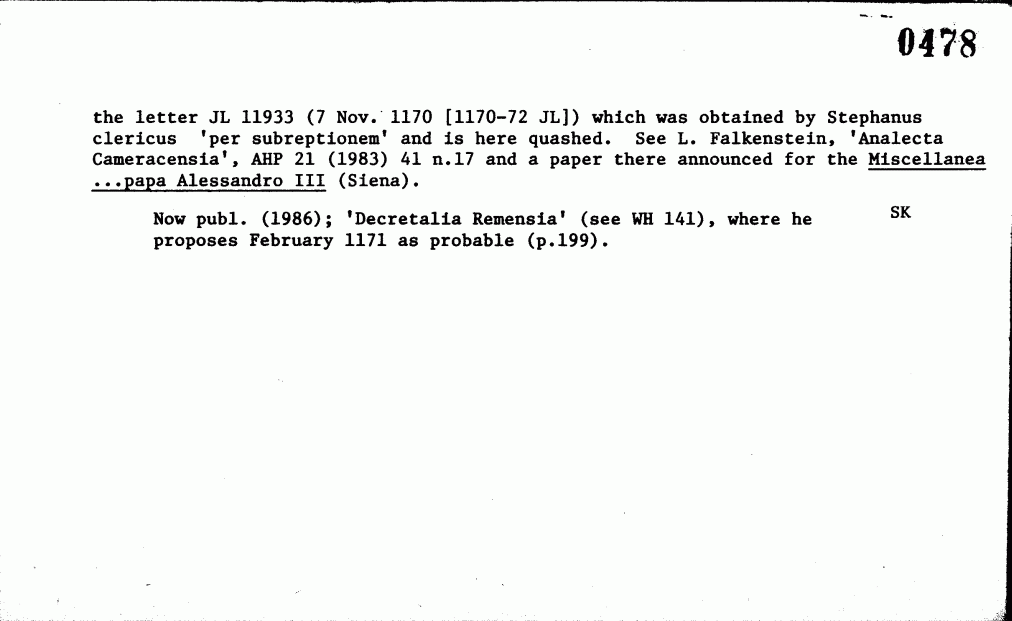 0478
the letter JL 11933 (7 Nov. 1170 [1170-72 JL]) which was obtained by Stephanus
clericus 'per subreptionem' and is here quashed. See L. Falkenstein, 'Analecta
Cameracensia', AHP 21 (1983) 41 n.17 and a paper there announced for the Miscellanea
...papa Alessandro III (Siena).
Now publ. (1986); 'Decretalia Remensia' (see WH 141), where he SK
proposes February 1171 as probable (p.199).